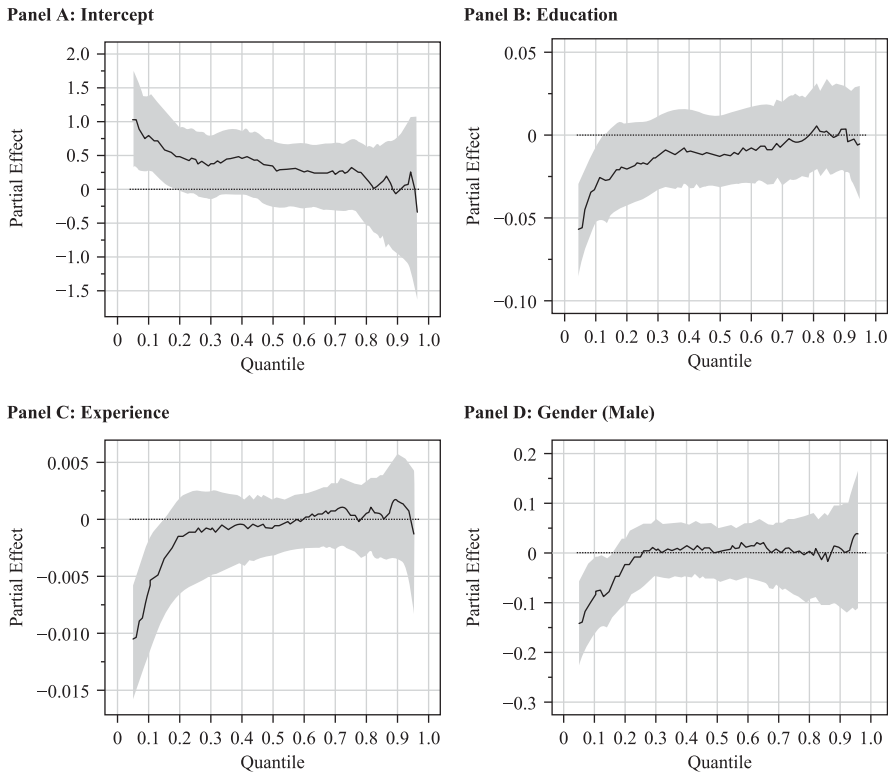 Panel A: Intercept
2.0
1.0
0.5
0
−0.5
−1.0
−1.5
Partial Effect
0 0.1 0.2 0.3 0.4 0.5 0.6 0.7 0.8 0.9 1.0
Quantile
Panel B: Education
0.05
0
−0.05
−0.10
Partial Effect
0 0.1 0.2 0.3 0.4 0.5 0.6 0.7 0.8 0.9 1.0
Quantile
Panel C: Experience
0.005
0
−0.005
−0.010
−0.015
Partial Effect
0 0.1 0.2 0.3 0.4 0.5 0.6 0.7 0.8 0.9 1.0
Quantile
Panel D: Gender (Male)
0.2
0.1
0
−0.1
−0.2
−0.3
Partial Effect
0 0.1 0.2 0.3 0.4 0.5 0.6 0.7 0.8 0.9 1.0
Quantile